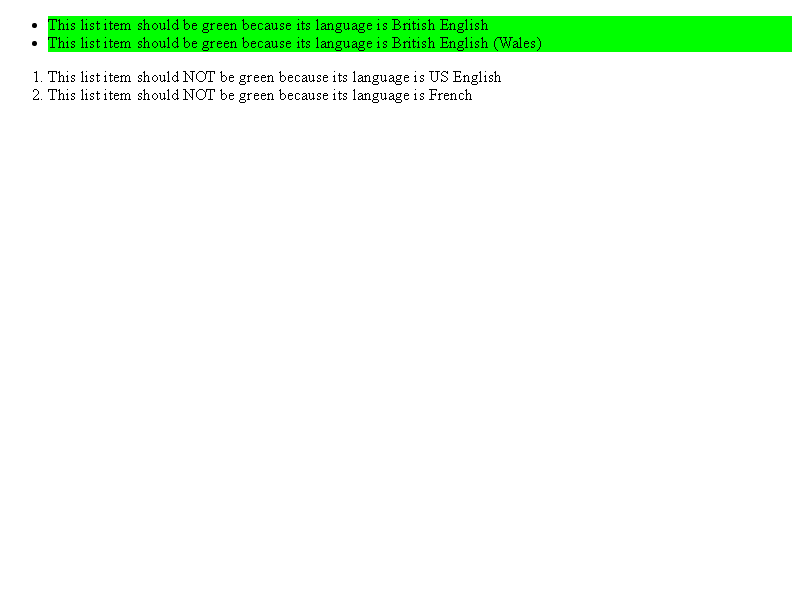 • This list item should be green because its language is British English
• This list item should be green because its language is British English (Wales)
1. This list item should NOT be green because its language is US English
2. This list item should NOT be green because its language is French